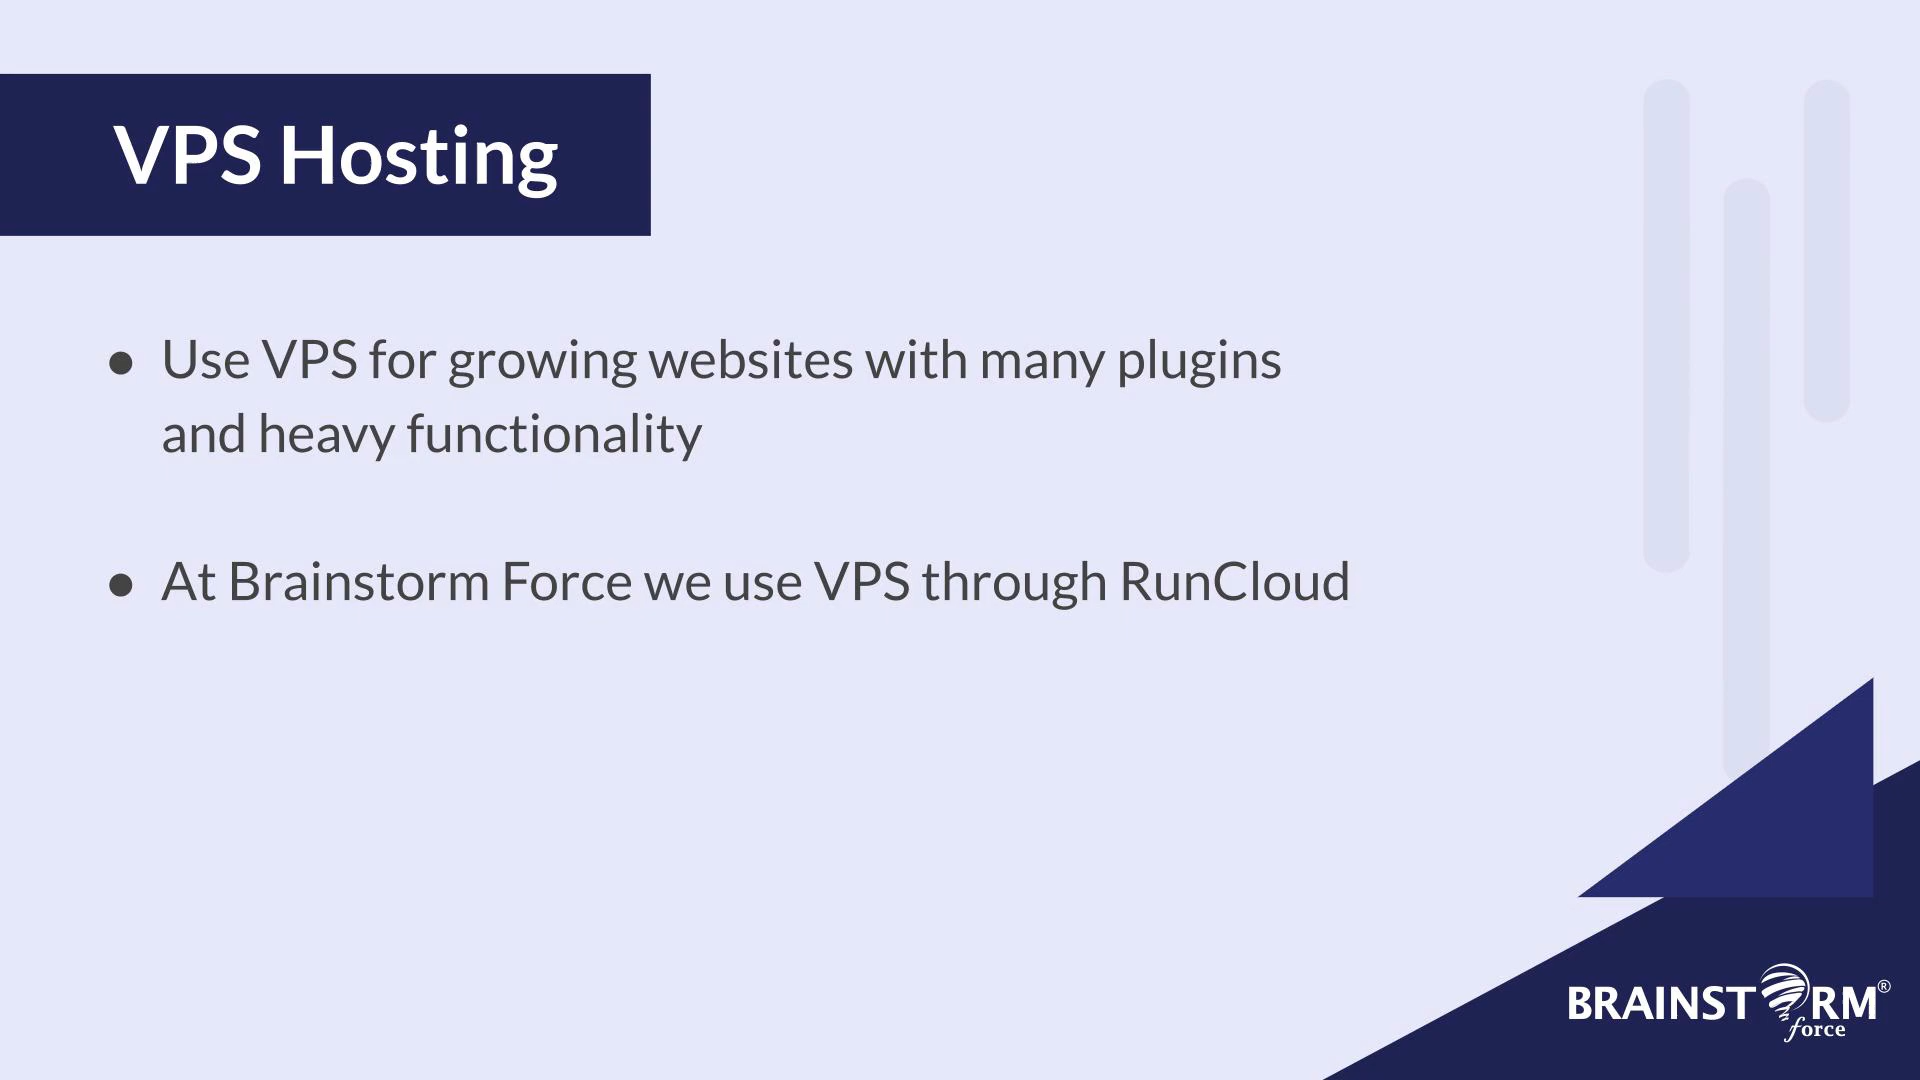 VPS Hosting
● Use VPS for growing websites with many plugins
and heavy functionality
● At Brainstorm Force we use VPS through RunCloud
BRAINSTORM®
force